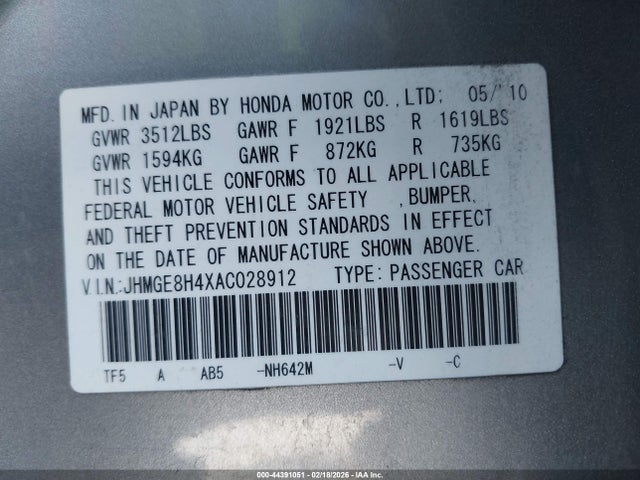 MFD. IN JAPAN BY HONDA MOTOR CO.,LTD; 05/'10
GVWR 3512LBS GAWR F 1921LBS R 1619LBS
GVWR 1594KG GAWR F 872KG R 735KG
THIS VEHICLE CONFORMS TO ALL APPLICABLE
FEDERAL MOTOR VEHICLE SAFETY ,BUMPER,
AND THEFT PREVENTION STANDARDS IN EFFECT
ON THE DATE OF MANUFACTURE SHOWN ABOVE.
V.I.N.:JHMGE8H4XAC028912 TYPE:PASSENGER CAR
TF5 A AB5 -NH642M -V -C
000-44391051 - 02/18/2026 - IAA Inc.